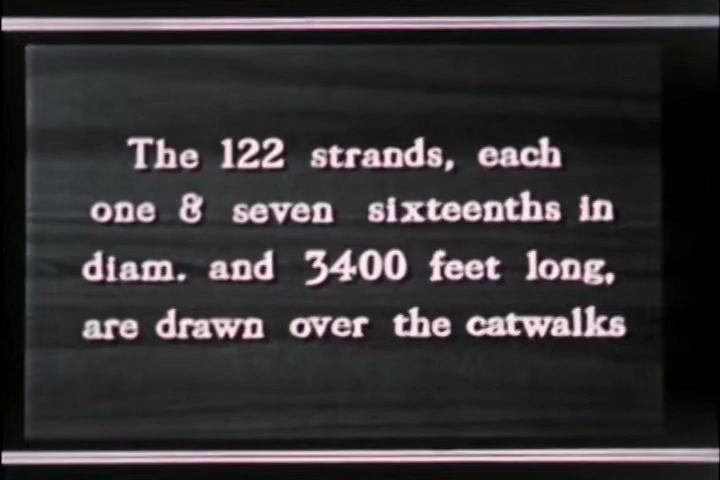 The 122 strands, each
one & seven sixteenths in
diam. and 3400 feet long,
are drawn over the catwalks